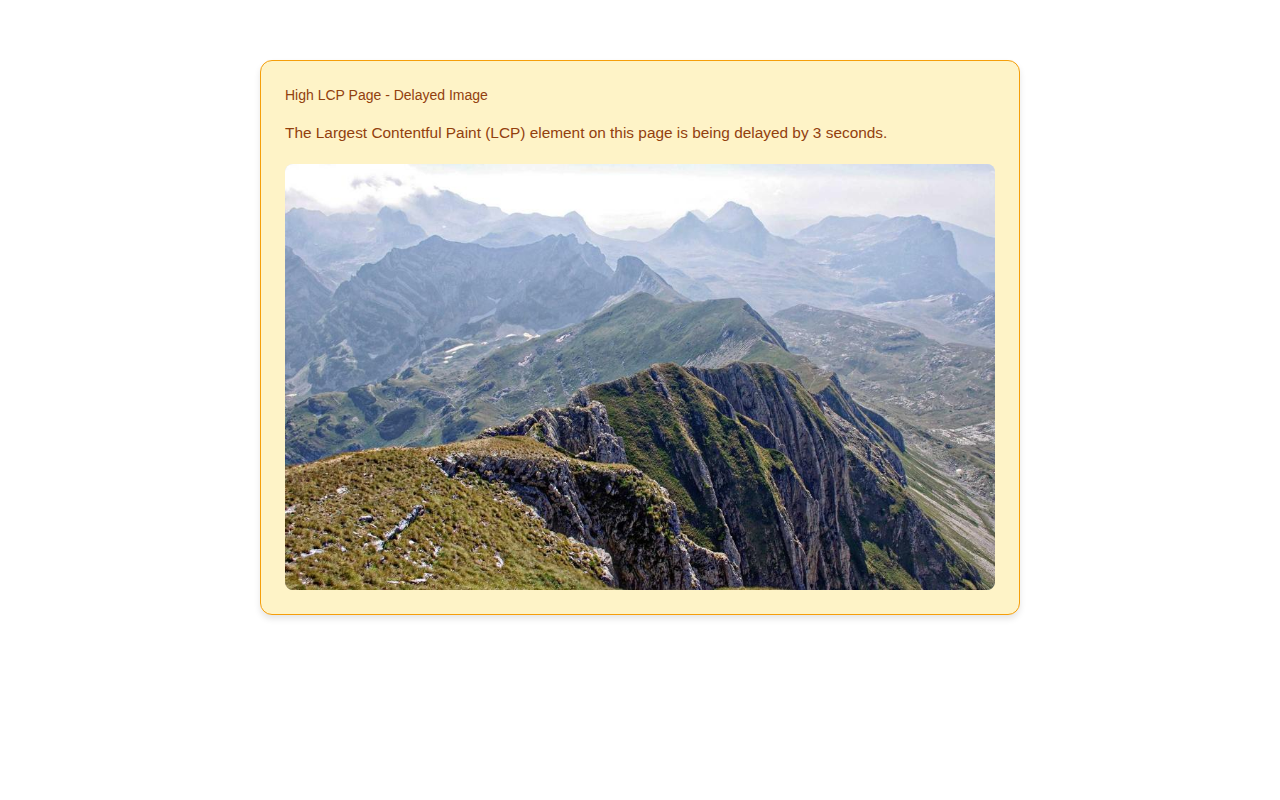 High LCP Page - Delayed Image
The Largest Contentful Paint (LCP) element on this page is being delayed by 3 seconds.